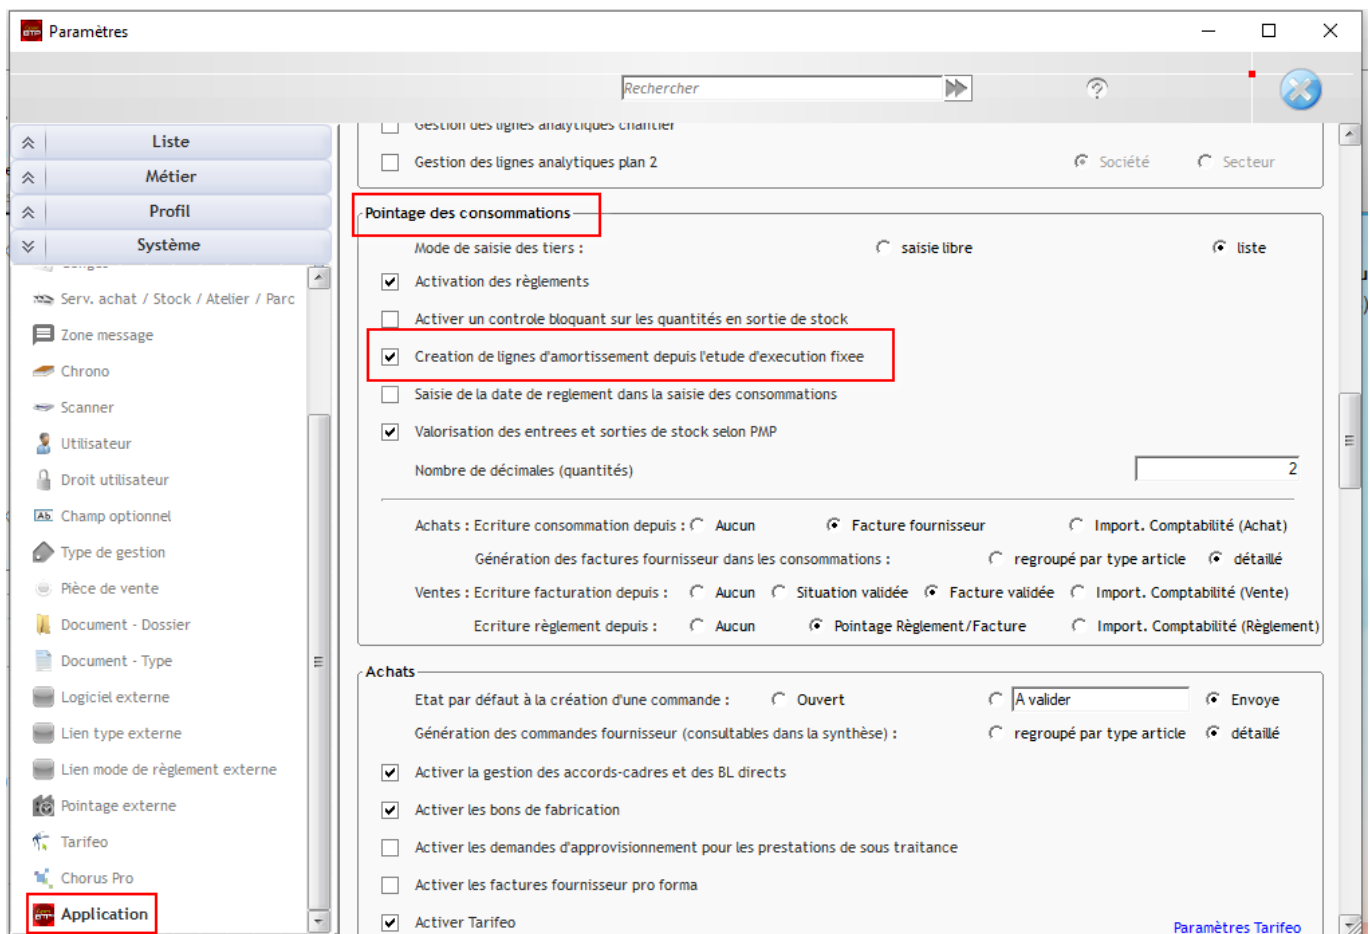 Paramètres
Rechercher
Liste
Métier
Profil
Système
Congés
Serv. achat / Stock / Atelier / Parc
Zone message
Chrono
Scanner
Utilisateur
Droit utilisateur
Champ optionnel
Type de gestion
Pièce de vente
Document - Dossier
Document - Type
Logiciel externe
Lien type externe
Lien mode de règlement externe
Pointage externe
Tarifeo
Chorus Pro
Application
Gestion des lignes analytiques chantier
Gestion des lignes analytiques plan 2 Société Secteur
Pointage des consommations
Mode de saisie des tiers : saisie libre liste
Activation des règlements
Activer un controle bloquant sur les quantités en sortie de stock
Creation de lignes d'amortissement depuis l'etude d'execution fixee
Saisie de la date de reglement dans la saisie des consommations
Valorisation des entrees et sorties de stock selon PMP
Nombre de décimales (quantités) 2
Achats : Ecriture consommation depuis : Aucun Facture fournisseur Import. Comptabilité (Achat)
Génération des factures fournisseur dans les consommations : regroupé par type article détaillé
Ventes : Ecriture facturation depuis : Aucun Situation validée Facture validée Import. Comptabilité (Vente)
Ecriture règlement depuis : Aucun Pointage Règlement/Facture Import. Comptabilité (Règlement)
Achats
Etat par défaut à la création d'une commande : Ouvert A valider Envoye
Génération des commandes fournisseur (consultables dans la synthèse) : regroupé par type article détaillé
Activer la gestion des accords-cadres et des BL directs
Activer les bons de fabrication
Activer les demandes d'approvisionnement pour les prestations de sous traitance
Activer les factures fournisseur pro forma
Activer Tarifeo Paramètres Tarifeo